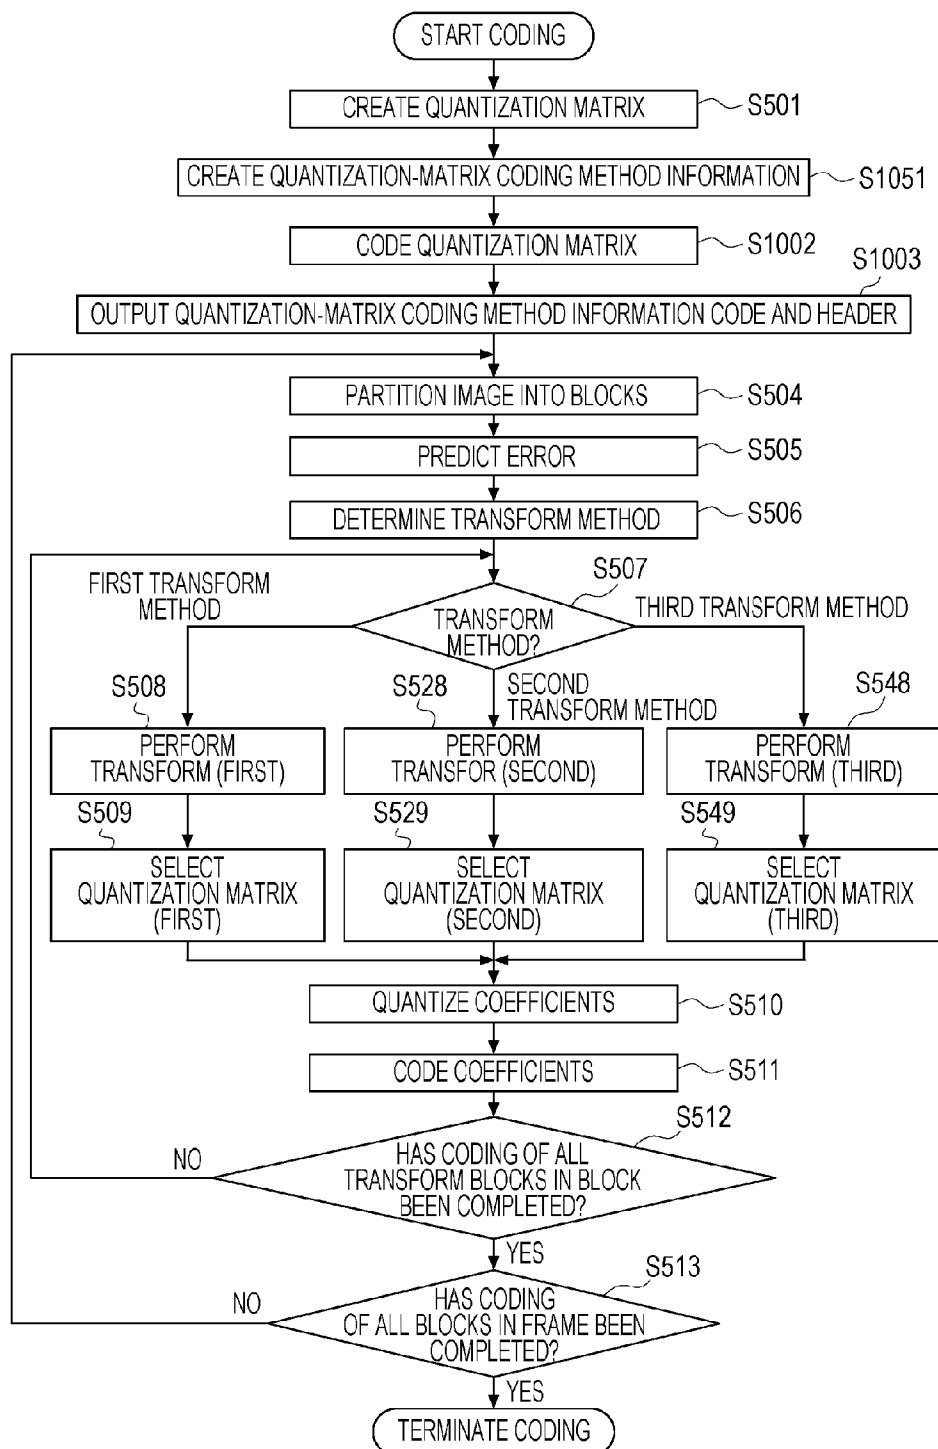 START CODING
CREATE QUANTIZATION MATRIX
S501
CREATE QUANTIZATION-MATRIX CODING METHOD INFORMATION
S1051
CODE QUANTIZATION MATRIX
S1002
S1003
OUTPUT QUANTIZATION-MATRIX CODING METHOD INFORMATION CODE AND HEADER
PARTITION IMAGE INTO BLOCKS
S504
PREDICT ERROR
S505
DETERMINE TRANSFORM METHOD
S506
S507
FIRST TRANSFORM
METHOD
TRANSFORM
METHOD?
THIRD TRANSFORM METHOD
SECOND
TRANSFORM METHOD
S508
PERFORM
TRANSFORM (FIRST)
S528
PERFORM
TRANSFOR (SECOND)
S548
PERFORM
TRANSFORM (THIRD)
S509
SELECT
QUANTIZATION MATRIX
(FIRST)
S529
SELECT
QUANTIZATION MATRIX
(SECOND)
S549
SELECT
QUANTIZATION MATRIX
(THIRD)
QUANTIZE COEFFICIENTS
S510
CODE COEFFICIENTS
S511
S512
NO
HAS CODING OF ALL
TRANSFORM BLOCKS IN BLOCK
BEEN COMPLETED?
YES
S513
NO
HAS CODING
OF ALL BLOCKS IN FRAME BEEN
COMPLETED?
YES
TERMINATE CODING